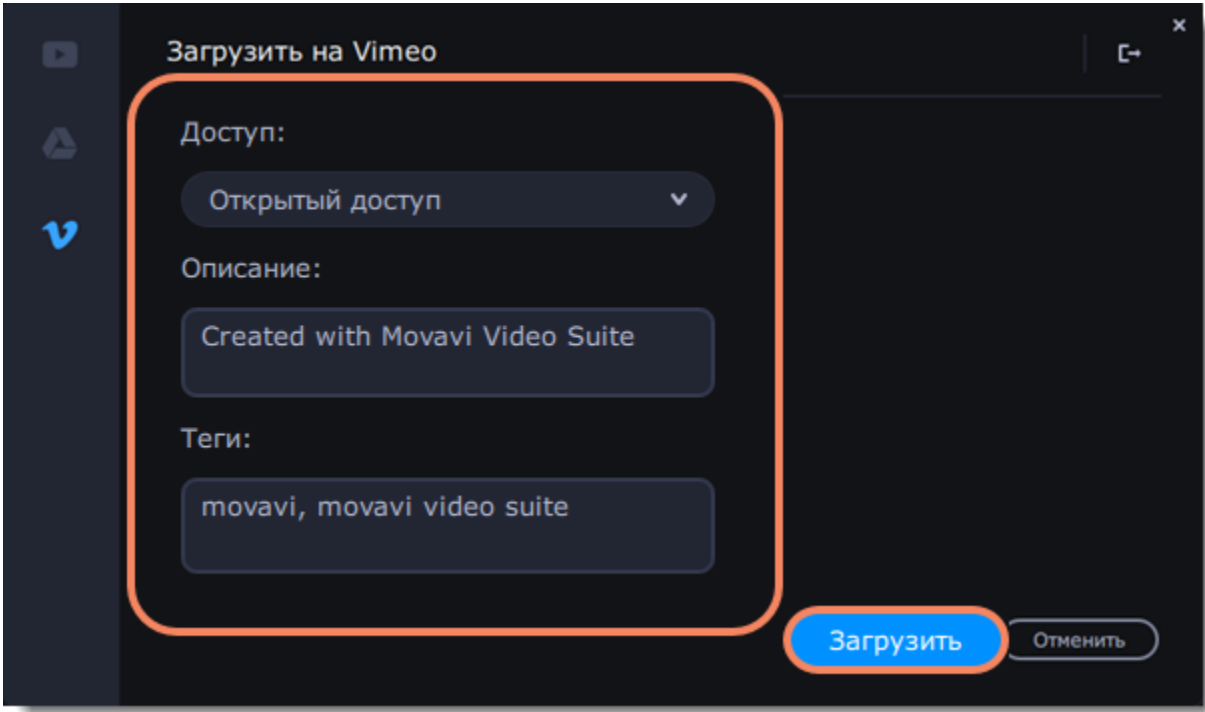 Загрузить на Vimeo
Доступ:
Открытый доступ
Описание:
Created with Movavi Video Suite
Теги:
movavi, movavi video suite
Загрузить
Отменить